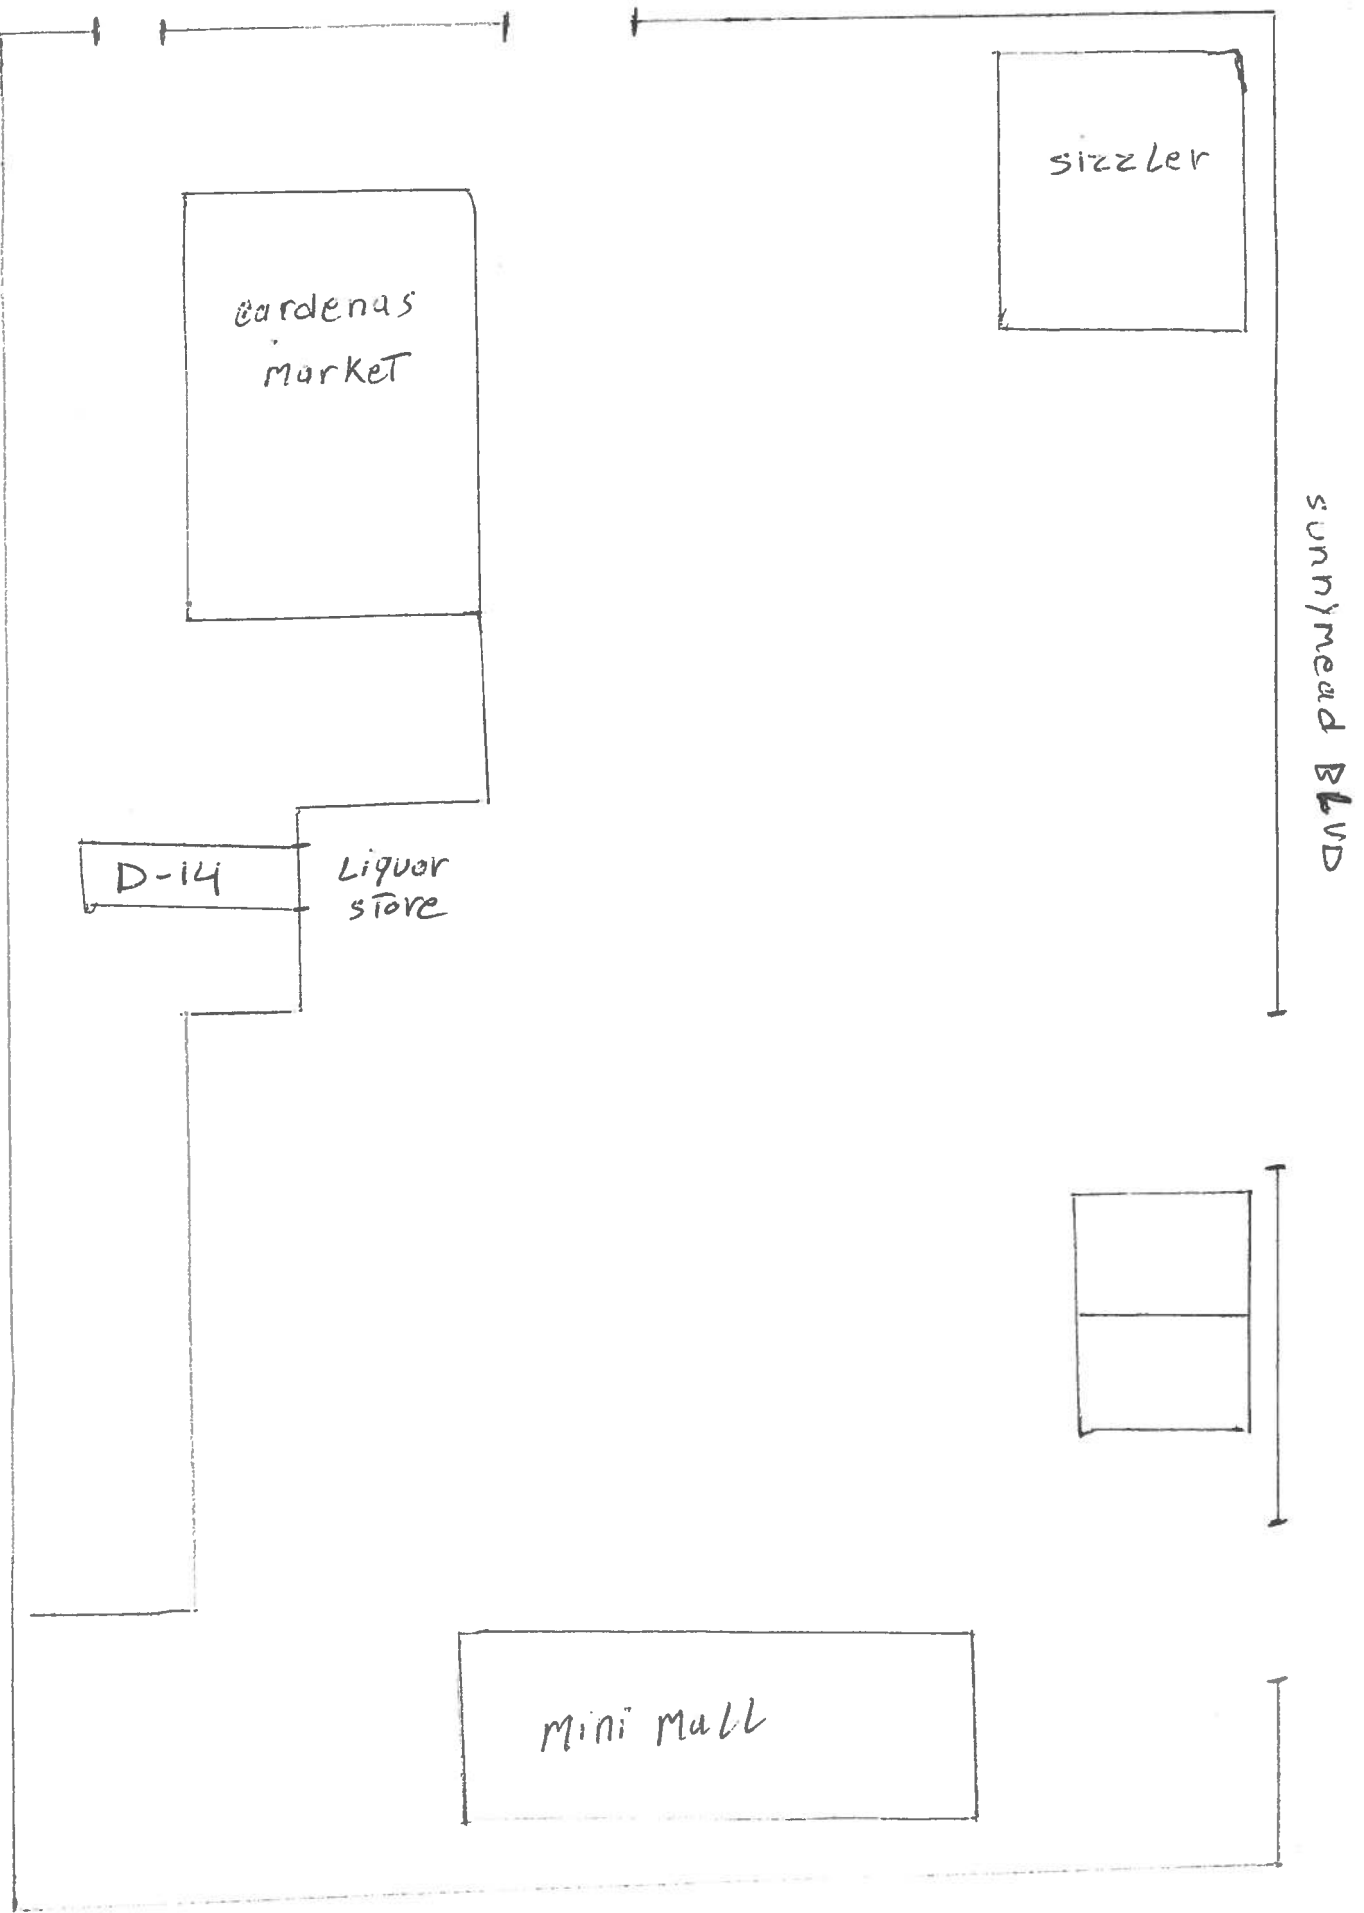 sizzler
cardenas
market
sunnymead BLVD
D-14
Liquor
store
mini mall